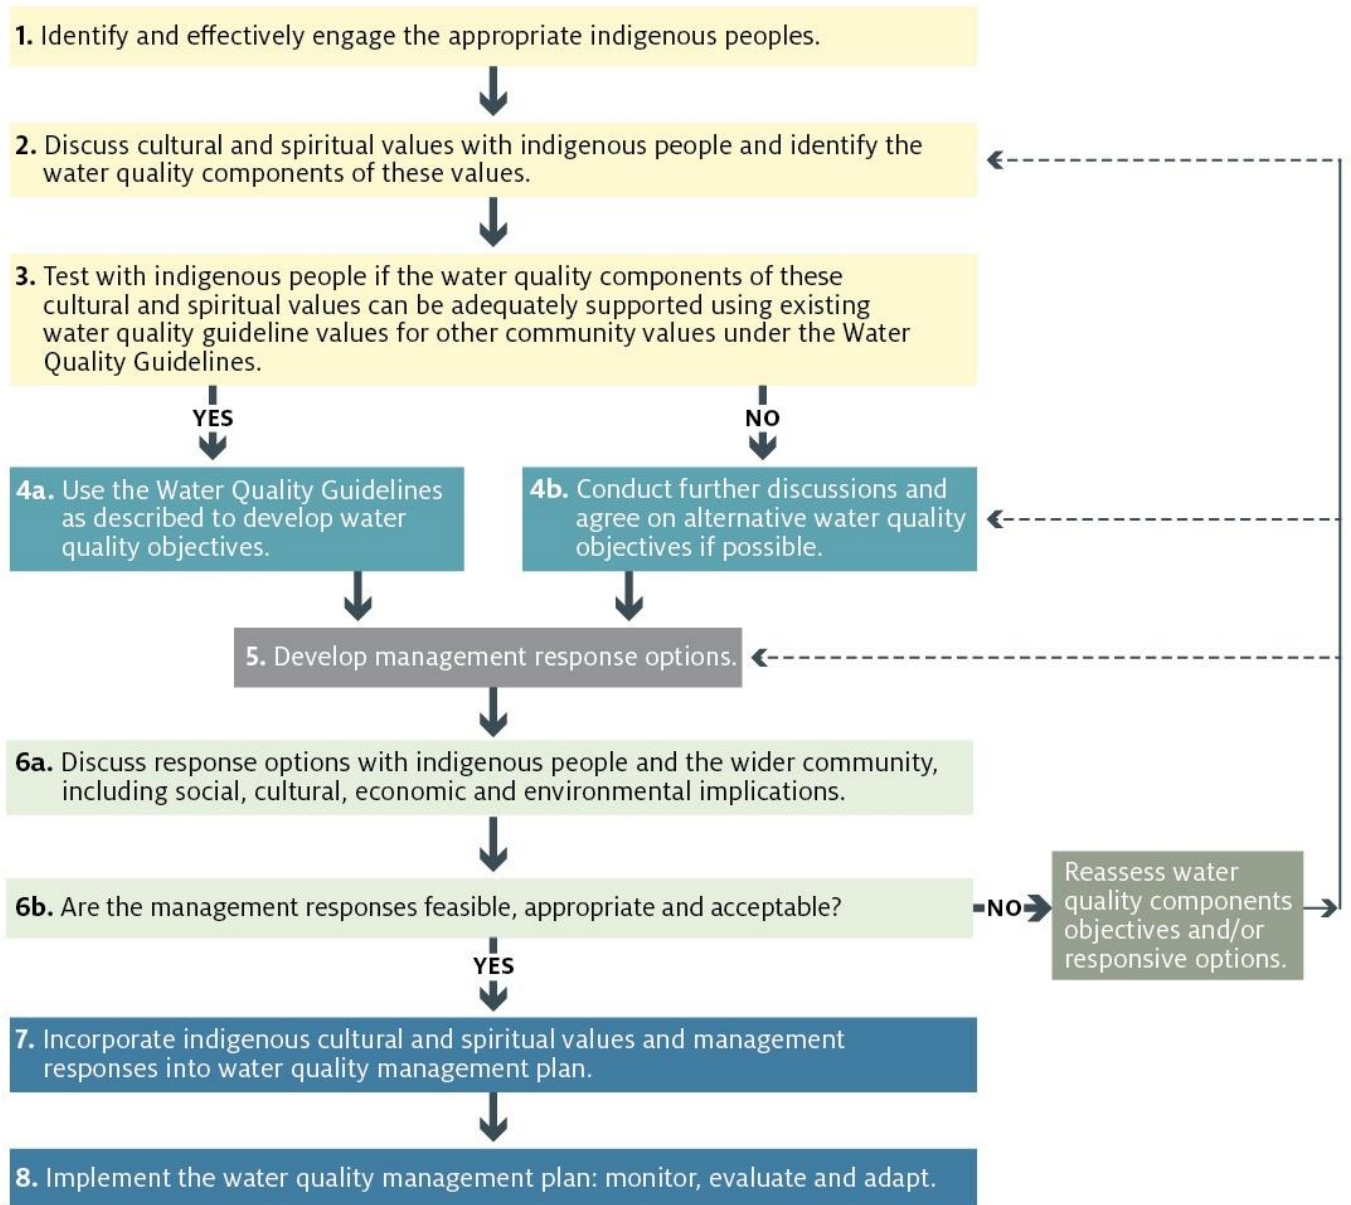 1. Identify and effectively engage the appropriate indigenous peoples.
2. Discuss cultural and spiritual values with indigenous people and identify the
water quality components of these values.
3. Test with indigenous people if the water quality components of these
cultural and spiritual values can be adequately supported using existing
water quality guideline values for other community values under the Water
Quality Guidelines.
YES
NO
4a. Use the Water Quality Guidelines
as described to develop water
quality objectives.
4b. Conduct further discussions and
agree on alternative water quality
objectives if possible.
5. Develop management response options.
6a. Discuss response options with indigenous people and the wider community,
including social, cultural, economic and environmental implications.
6b. Are the management responses feasible, appropriate and acceptable?
NO
Reassess water
quality components
objectives and/or
responsive options.
YES
7. Incorporate indigenous cultural and spiritual values and management
responses into water quality management plan.
8. Implement the water quality management plan: monitor, evaluate and adapt.